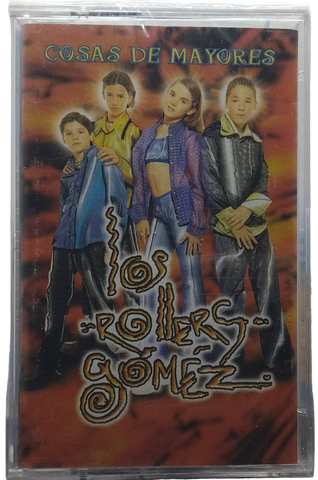 COSAS DE MAYORES
los
ROllERS
GÓMEZ